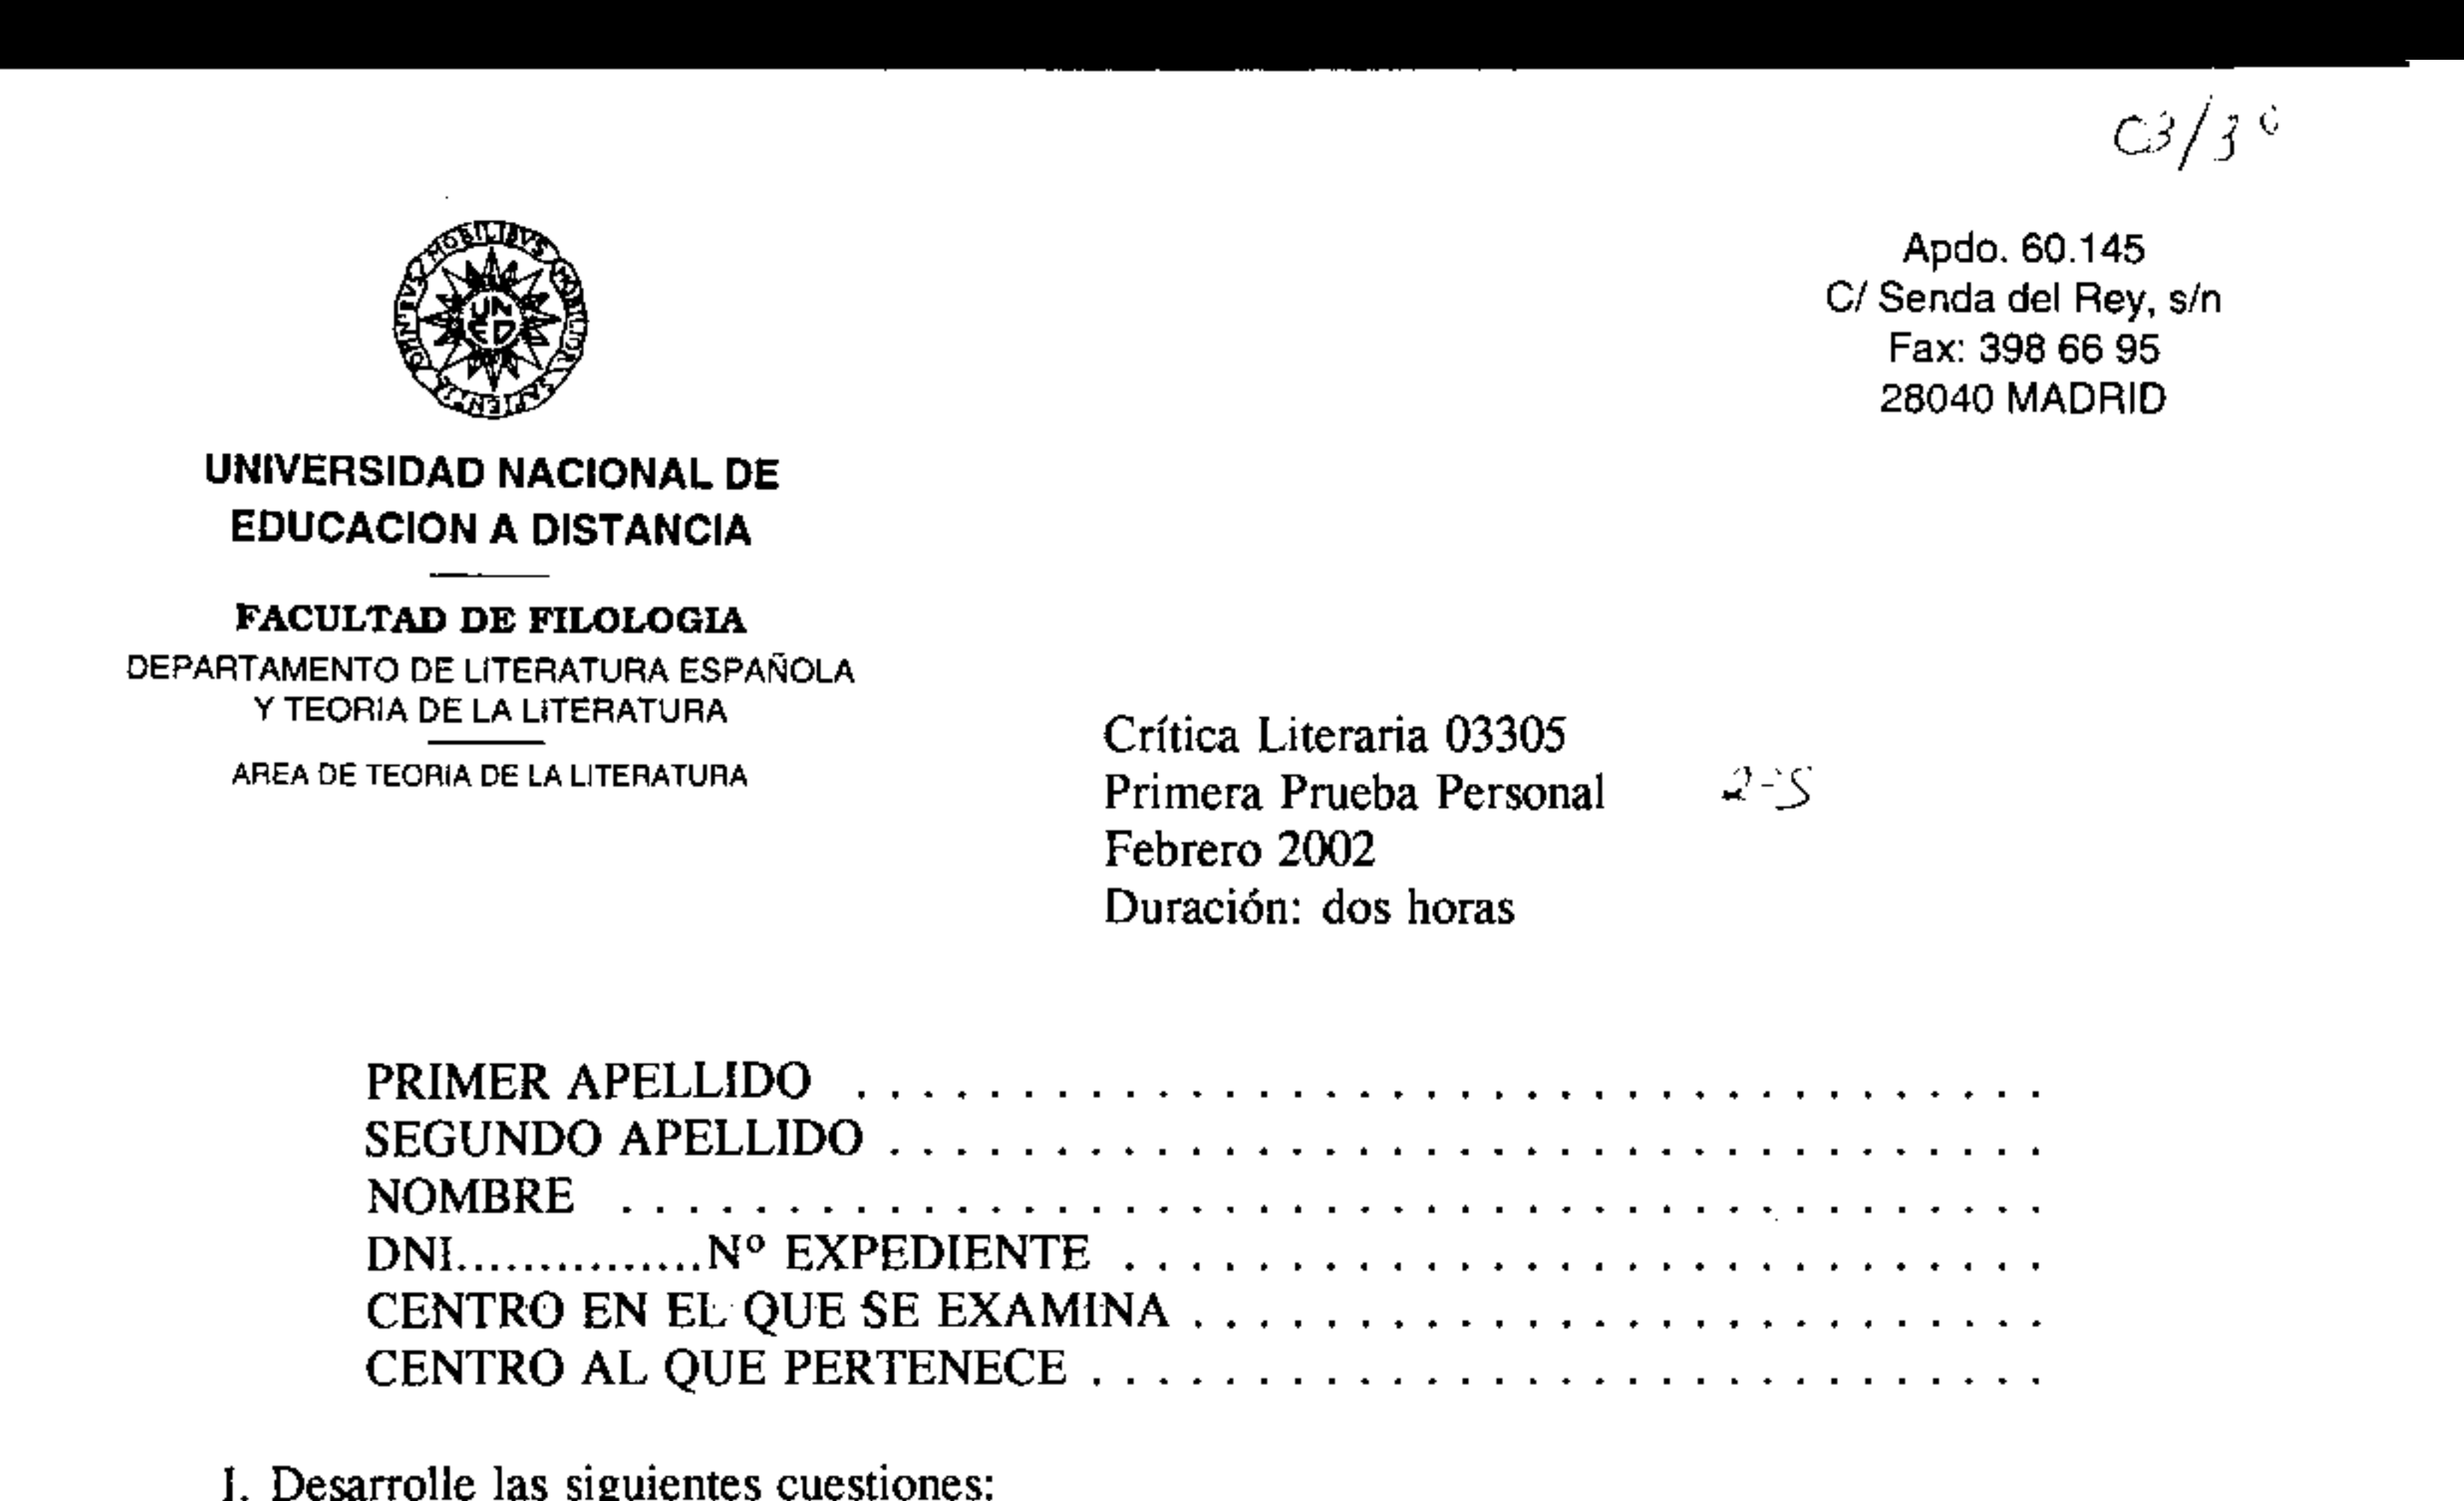 C3/3º
Apdo. 60.145
C/ Senda del Rey, s/n
Fax: 398 66 95
28040 MADRID
OMNIBUS MOBILIBUS MOBILIOR SAPIENTIA
UNED
UNIVERSIDAD NACIONAL DE
EDUCACION A DISTANCIA
FACULTAD DE FILOLOGIA
DEPARTAMENTO DE LITERATURA ESPAÑOLA
Y TEORIA DE LA LITERATURA
AREA DE TEORIA DE LA LITERATURA
Crítica Literaria 03305
Primera Prueba Personal 2-S
Febrero 2002
Duración: dos horas
PRIMER APELLIDO . . . . . . . . . . . . . . . . . . . . . . . . . . . . . . . . . . . .
SEGUNDO APELLIDO . . . . . . . . . . . . . . . . . . . . . . . . . . . . . . . . . . .
NOMBRE . . . . . . . . . . . . . . . . . . . . . . . . . . . . . . . . . . . . . . . . . . .
DNI...............Nº EXPEDIENTE . . . . . . . . . . . . . . . . . . . . . . . . . . . .
CENTRO EN EL QUE SE EXAMINA . . . . . . . . . . . . . . . . . . . . . . . . . .
CENTRO AL QUE PERTENECE . . . . . . . . . . . . . . . . . . . . . . . . . . . . .
I. Desarrolle las siguientes cuestiones: